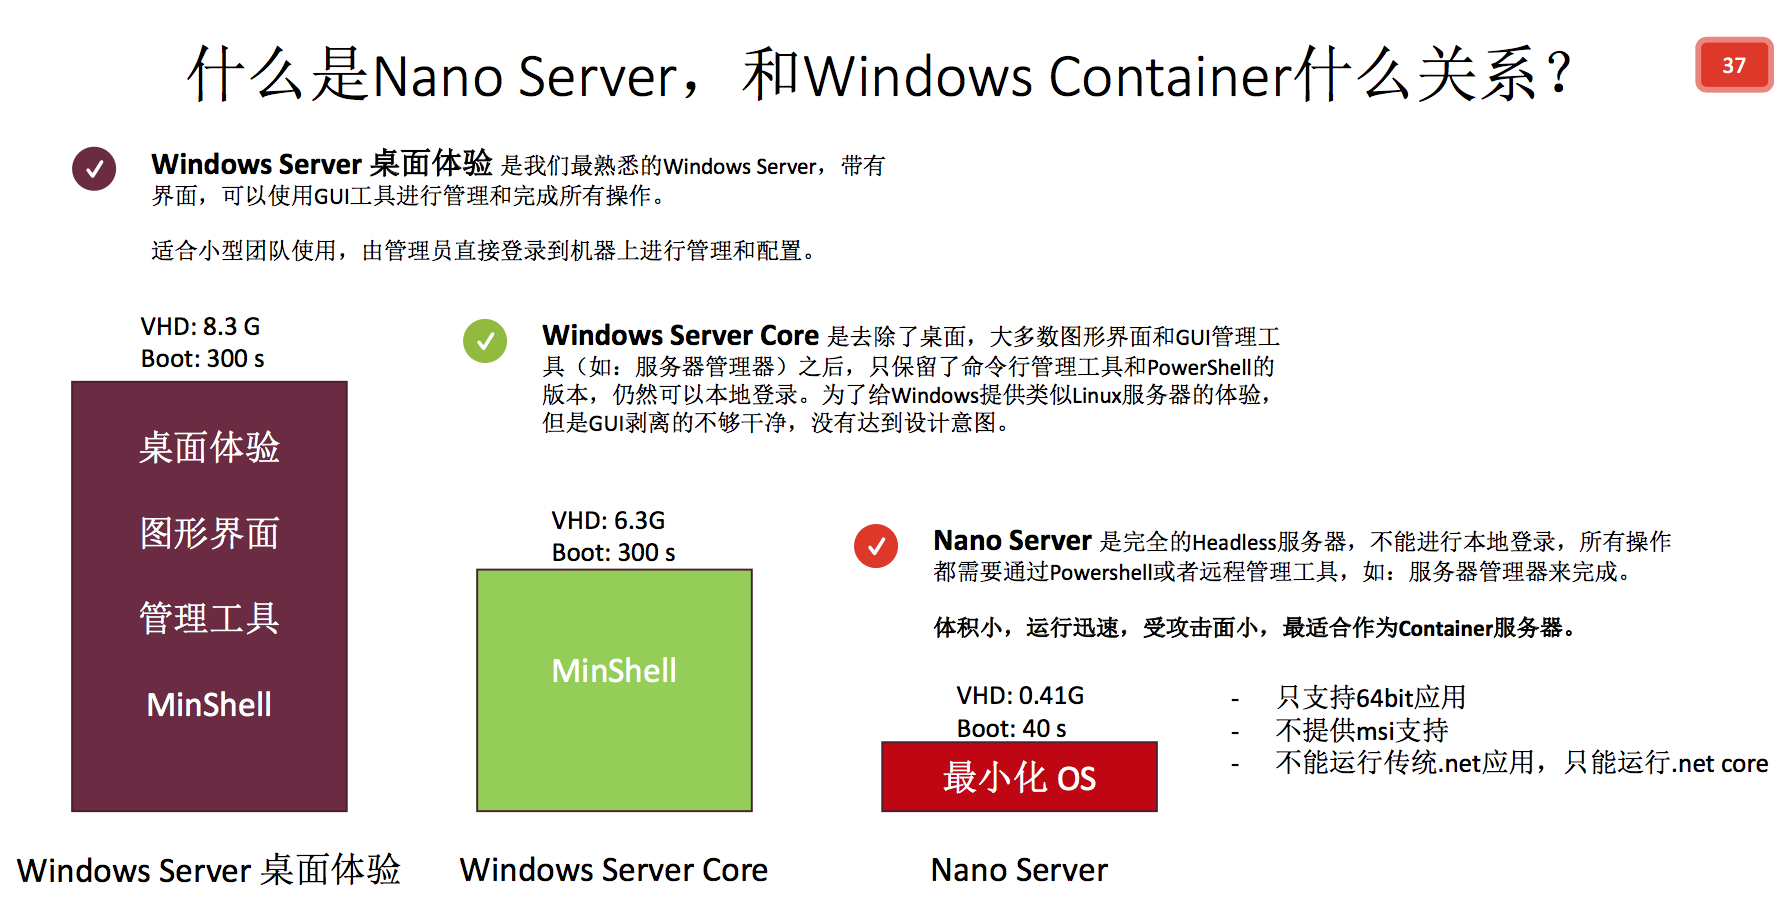 什么是Nano Server，和Windows Container什么关系？
37
Windows Server 桌面体验 是我们最熟悉的Windows Server，带有
界面，可以使用GUI工具进行管理和完成所有操作。
适合小型团队使用，由管理员直接登录到机器上进行管理和配置。
VHD: 8.3 G
Boot: 300 s
桌面体验
图形界面
管理工具
MinShell
Windows Server 桌面体验
Windows Server Core 是去除了桌面，大多数图形界面和GUI管理工
具（如：服务器管理器）之后，只保留了命令行管理工具和PowerShell的
版本，仍然可以本地登录。为了给Windows提供类似Linux服务器的体验，
但是GUI剥离的不够干净，没有达到设计意图。
VHD: 6.3G
Boot: 300 s
MinShell
Windows Server Core
Nano Server 是完全的Headless服务器，不能进行本地登录，所有操作
都需要通过Powershell或者远程管理工具，如：服务器管理器来完成。
体积小，运行迅速，受攻击面小，最适合作为Container服务器。
VHD: 0.41G
Boot: 40 s
最小化 OS
Nano Server
- 只支持64bit应用
- 不提供msi支持
- 不能运行传统.net应用，只能运行.net core